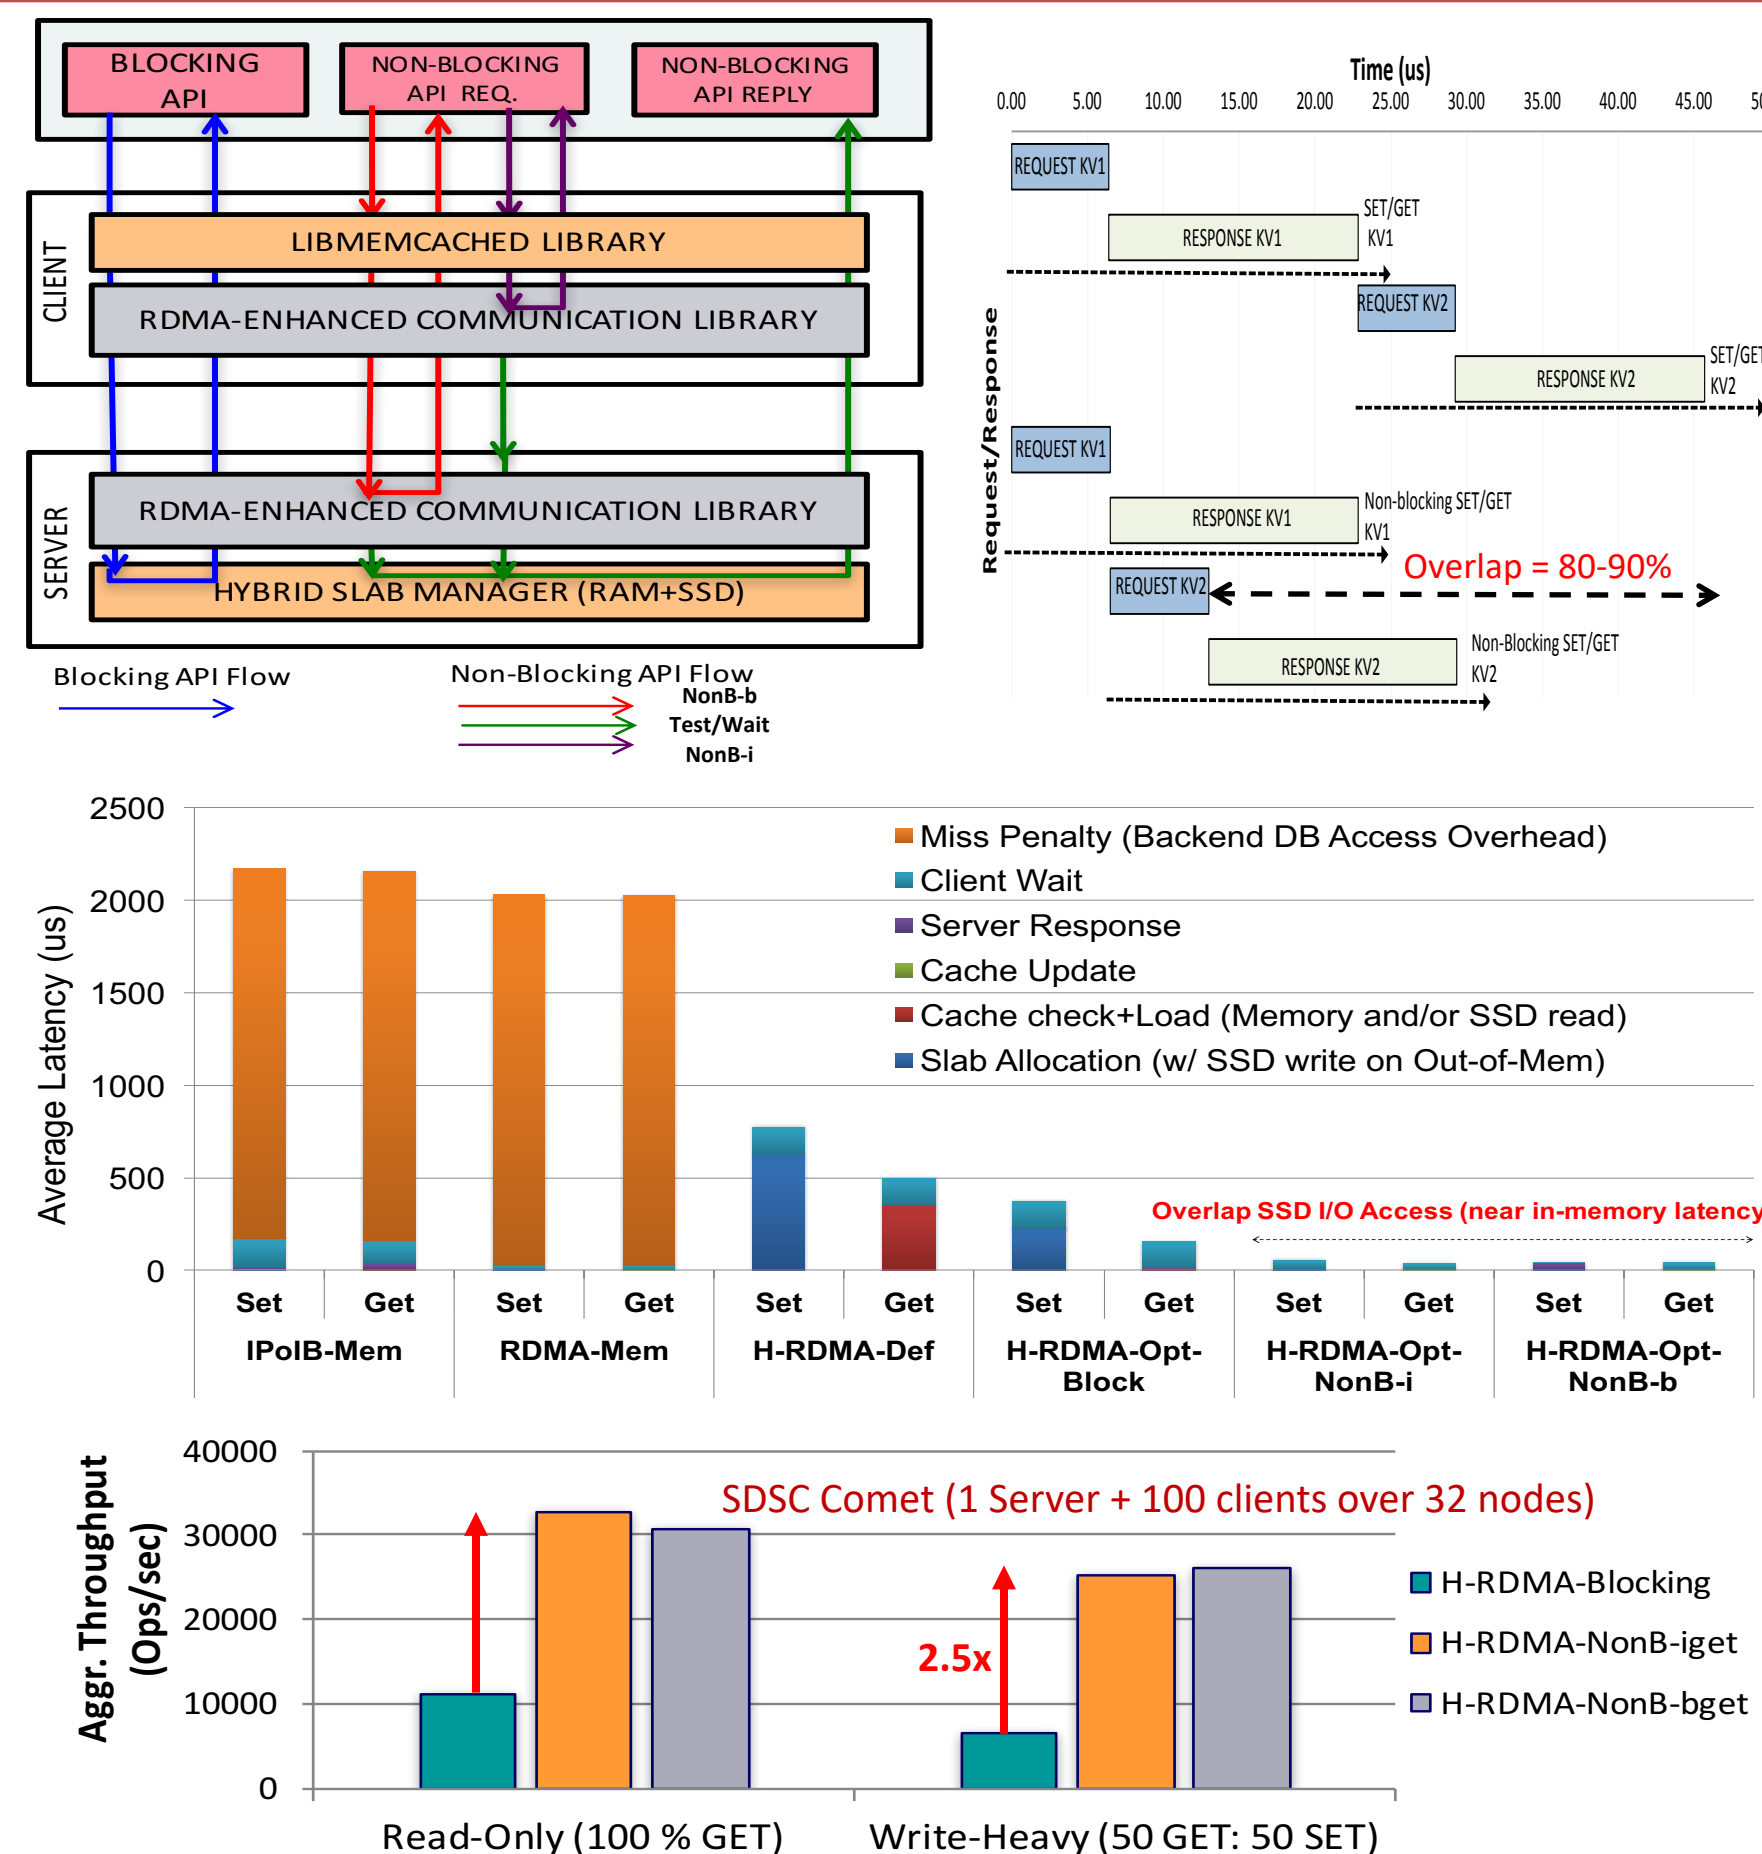 BLOCKING
API
NON-BLOCKING
API REQ.
NON-BLOCKING
API REPLY
CLIENT
LIBMEMCACHED LIBRARY
RDMA-ENHANCED COMMUNICATION LIBRARY
SERVER
RDMA-ENHANCED COMMUNICATION LIBRARY
HYBRID SLAB MANAGER (RAM+SSD)
Blocking API Flow
Non-Blocking API Flow
NonB-b
Test/Wait
NonB-i
Time (us)
0.00 5.00 10.00 15.00 20.00 25.00 30.00 35.00 40.00 45.00
Request/Response
REQUEST KV1
RESPONSE KV1
SET/GET
KV1
REQUEST KV2
RESPONSE KV2
SET/GET
KV2
REQUEST KV1
RESPONSE KV1
Non-blocking SET/GET
KV1
Overlap = 80-90%
REQUEST KV2
RESPONSE KV2
Non-Blocking SET/GET
KV2
Average Latency (us)
2500
2000
1500
1000
500
0
Miss Penalty (Backend DB Access Overhead)
Client Wait
Server Response
Cache Update
Cache check+Load (Memory and/or SSD read)
Slab Allocation (w/ SSD write on Out-of-Mem)
Overlap SSD I/O Access (near in-memory latency
Set Get Set Get Set Get Set Get Set Get Set Get
IPoIB-Mem RDMA-Mem H-RDMA-Def H-RDMA-Opt- H-RDMA-Opt- H-RDMA-Opt-
Block NonB-i NonB-b
Aggr. Throughput
(Ops/sec)
40000
30000
20000
10000
0
SDSC Comet (1 Server + 100 clients over 32 nodes)
2.5x
H-RDMA-Blocking
H-RDMA-NonB-iget
H-RDMA-NonB-bget
Read-Only (100 % GET) Write-Heavy (50 GET: 50 SET)